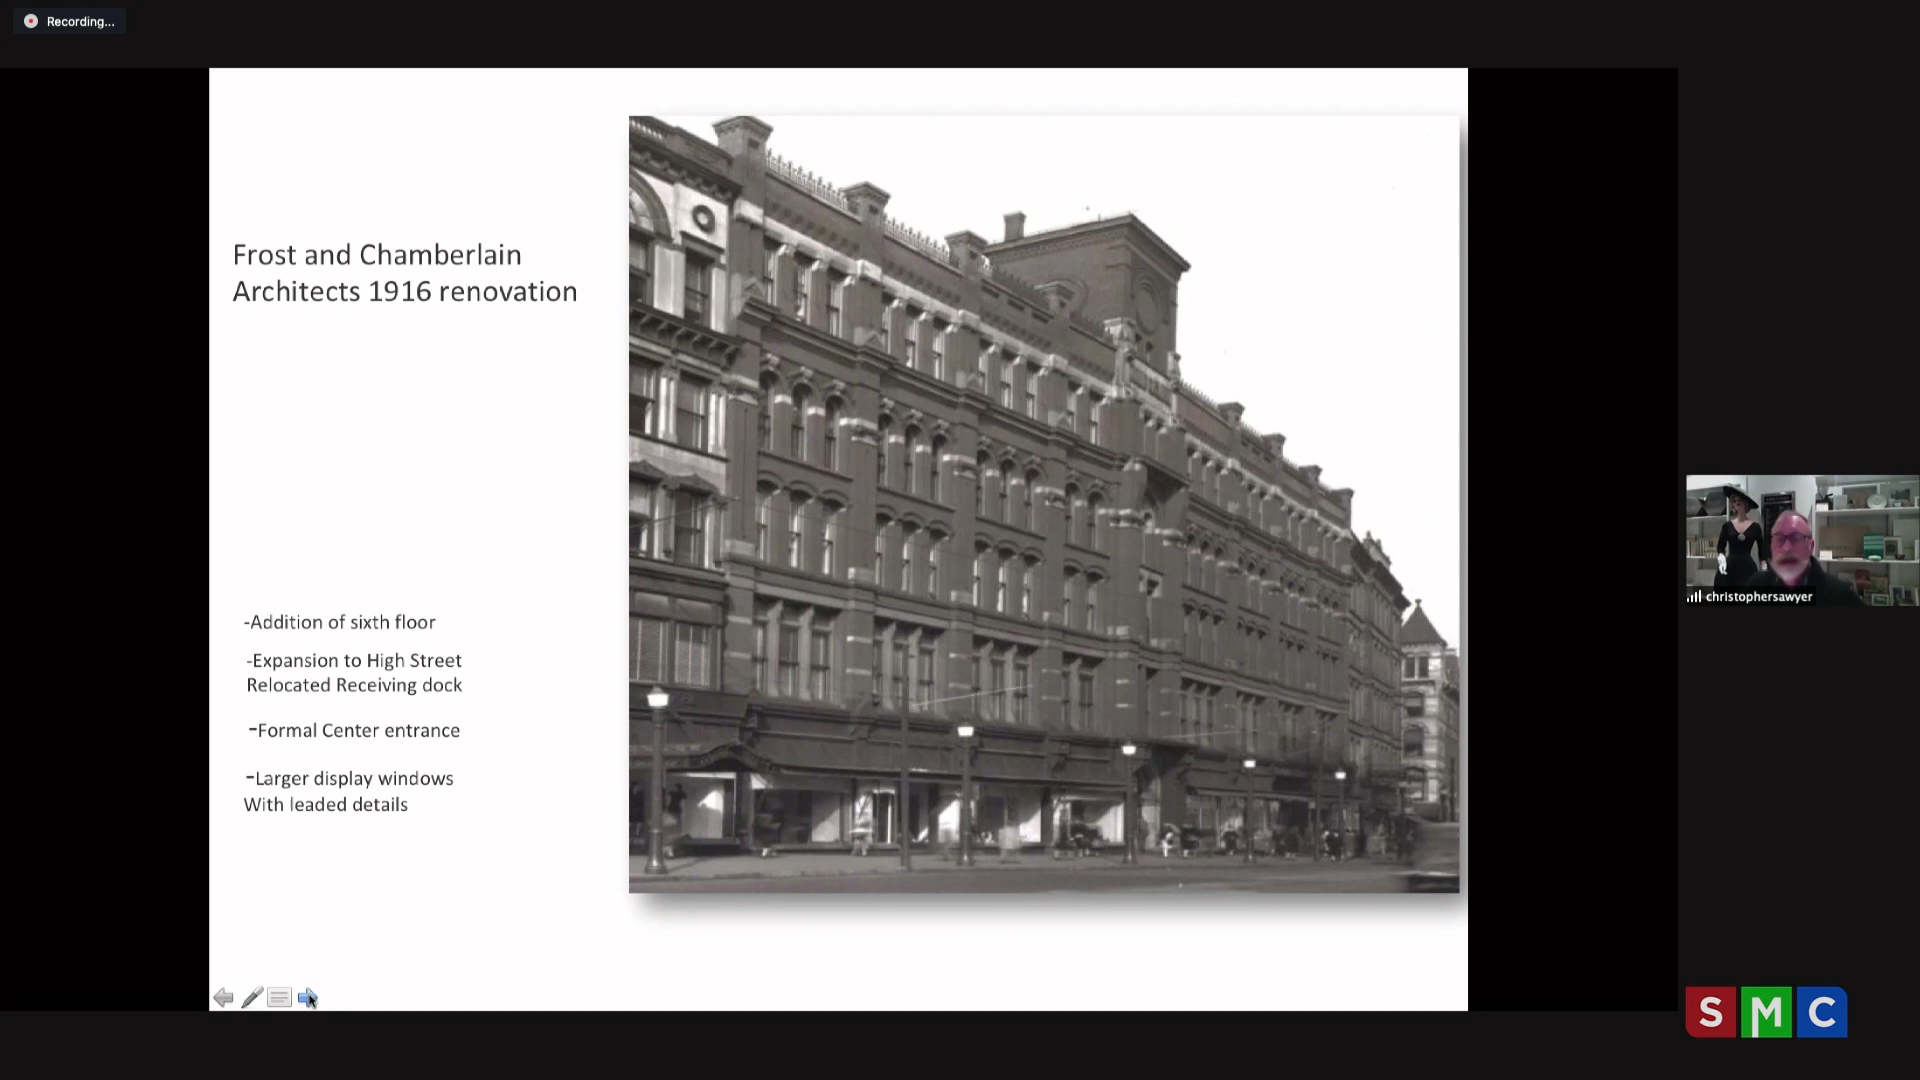 Recording...
Frost and Chamberlain
Architects 1916 renovation
-Addition of sixth floor
-Expansion to High Street
Relocated Receiving dock
-Formal Center entrance
-Larger display windows
With leaded details
christophersawyer
SMC